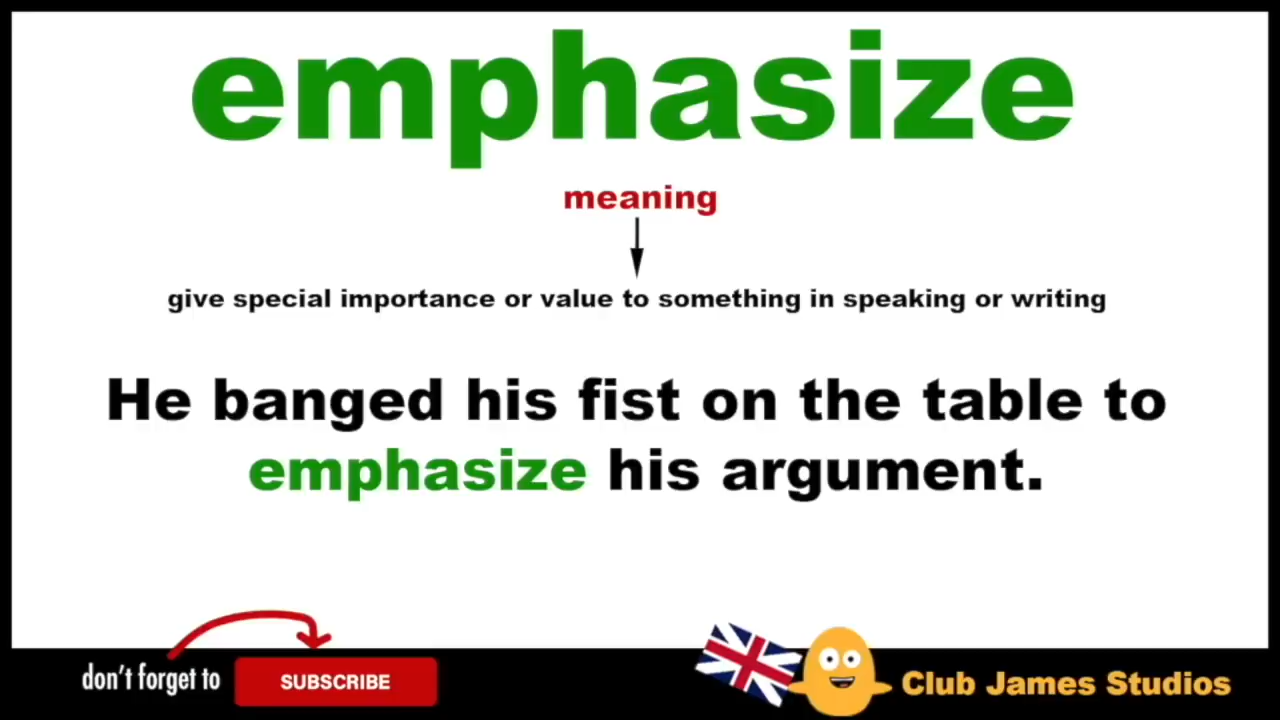 emphasize
meaning
give special importance or value to something in speaking or writing
He banged his fist on the table to
emphasize his argument.
don't forget to
SUBSCRIBE
Club James Studios